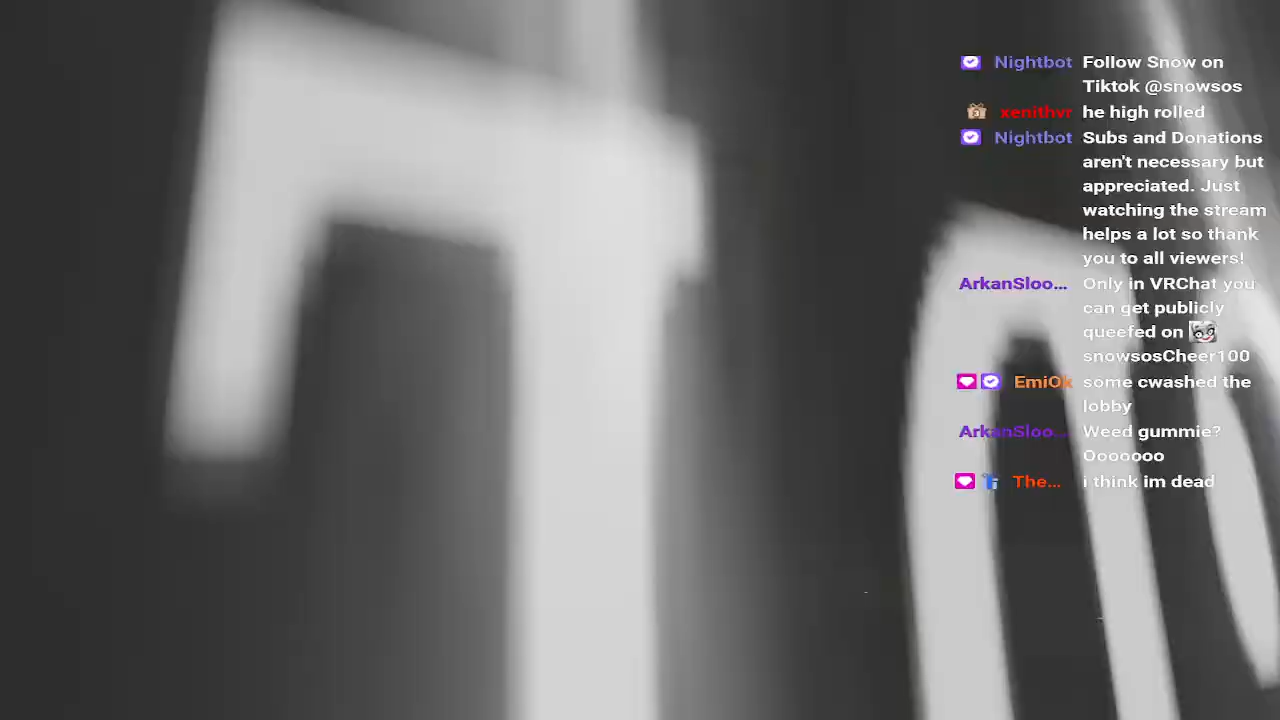 Nightbot Follow Snow on
Tiktok @snowsos
xenithvr he high rolled
Nightbot Subs and Donations
aren't necessary but
appreciated. Just
watching the stream
helps a lot so thank
you to all viewers!
ArkanSloo... Only in VRChat you
can get publicly
queefed on
snowsosCheer100
EmiOk some cwashed the
lobby
ArkanSloo... Weed gummie?
Ooooooo
The... i think im dead